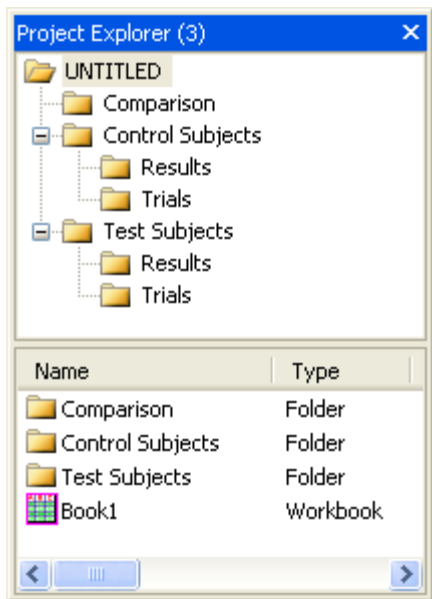 Project Explorer (3)
UNTITLED
Comparison
Control Subjects
Results
Trials
Test Subjects
Results
Trials
Name Type
Comparison Folder
Control Subjects Folder
Test Subjects Folder
Book1 Workbook